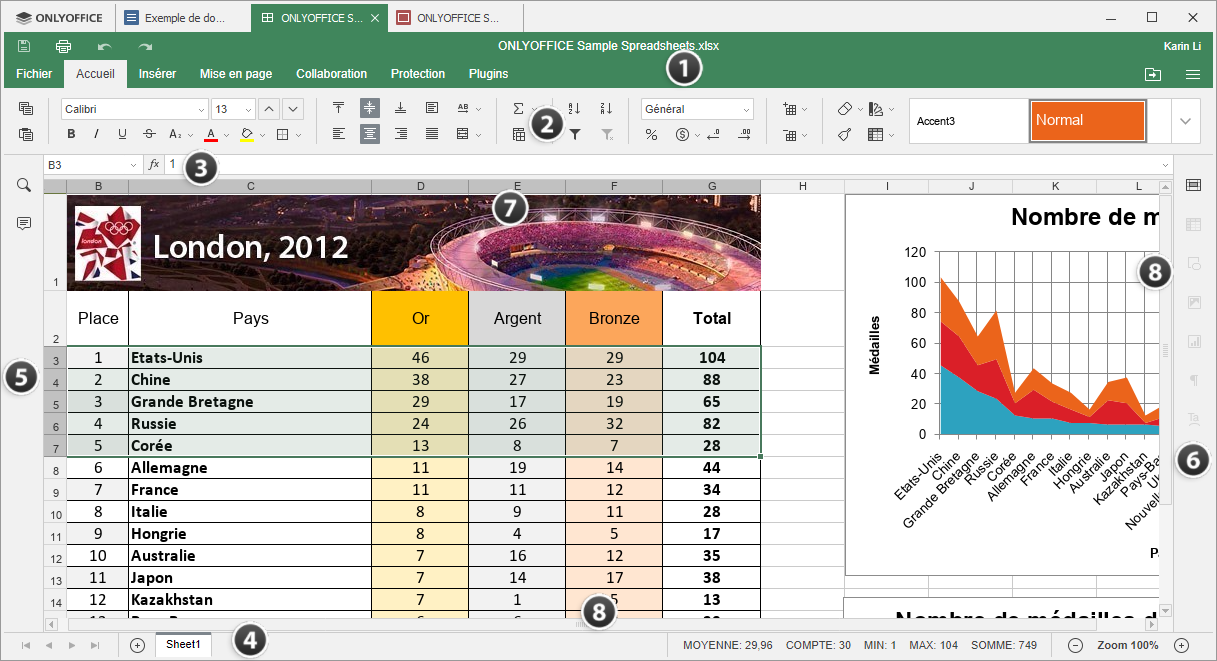 ONLYOFFICE Exemple de do... ONLYOFFICE S... ONLYOFFICE S...
ONLYOFFICE Sample Spreadsheets.xlsx Karin Li
Fichier Accueil Insérer Mise en page Collaboration Protection Plugins
1
Calibri 13 Général
Accent3 Normal
2
B3 fx 1
3
B C D E F G H I J K L
7
London, 2012
london
1
2 Place Pays Or Argent Bronze Total
3 1 Etats-Unis 46 29 29 104
4 2 Chine 38 27 23 88
5 3 Grande Bretagne 29 17 19 65
6 4 Russie 24 26 32 82
7 5 Corée 13 8 7 28
8 6 Allemagne 11 19 14 44
9 7 France 11 11 12 34
10 8 Italie 8 9 11 28
11 9 Hongrie 8 4 5 17
12 10 Australie 7 16 12 35
13 11 Japon 7 14 17 38
14 12 Kazakhstan 7 1 5 13
5
8
Nombre de m
8
120
100
80
60
40
20
0
Médailles
Etats-Unis
Chine
Grande Bretagne
Russie
Corée
Allemagne
France
Italie
Hongrie
Australie
Japon
Kazakhstan
Pays-Ba
Nouvelle
6
Nombre de médailles d
Sheet1
4
MOYENNE: 29,96 COMPTE: 30 MIN: 1 MAX: 104 SOMME: 749 Zoom 100%